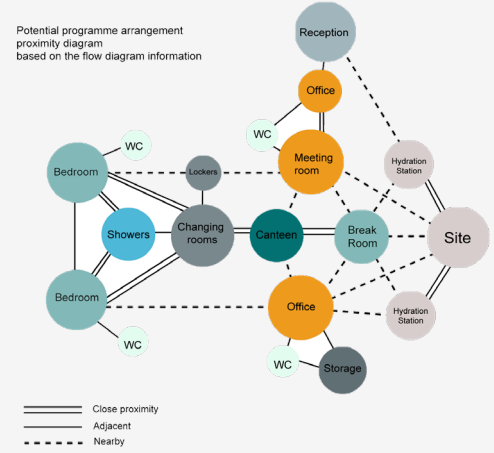 Potential programme arrangement
proximity diagram
based on the flow diagram information
Reception
Office
WC
Meeting
room
WC
Bedroom
Lockers
Hydration
Station
Showers
Changing
rooms
Canteen
Break
Room
Site
Bedroom
Office
Hydration
Station
WC
WC
Storage
Close proximity
Adjacent
Nearby